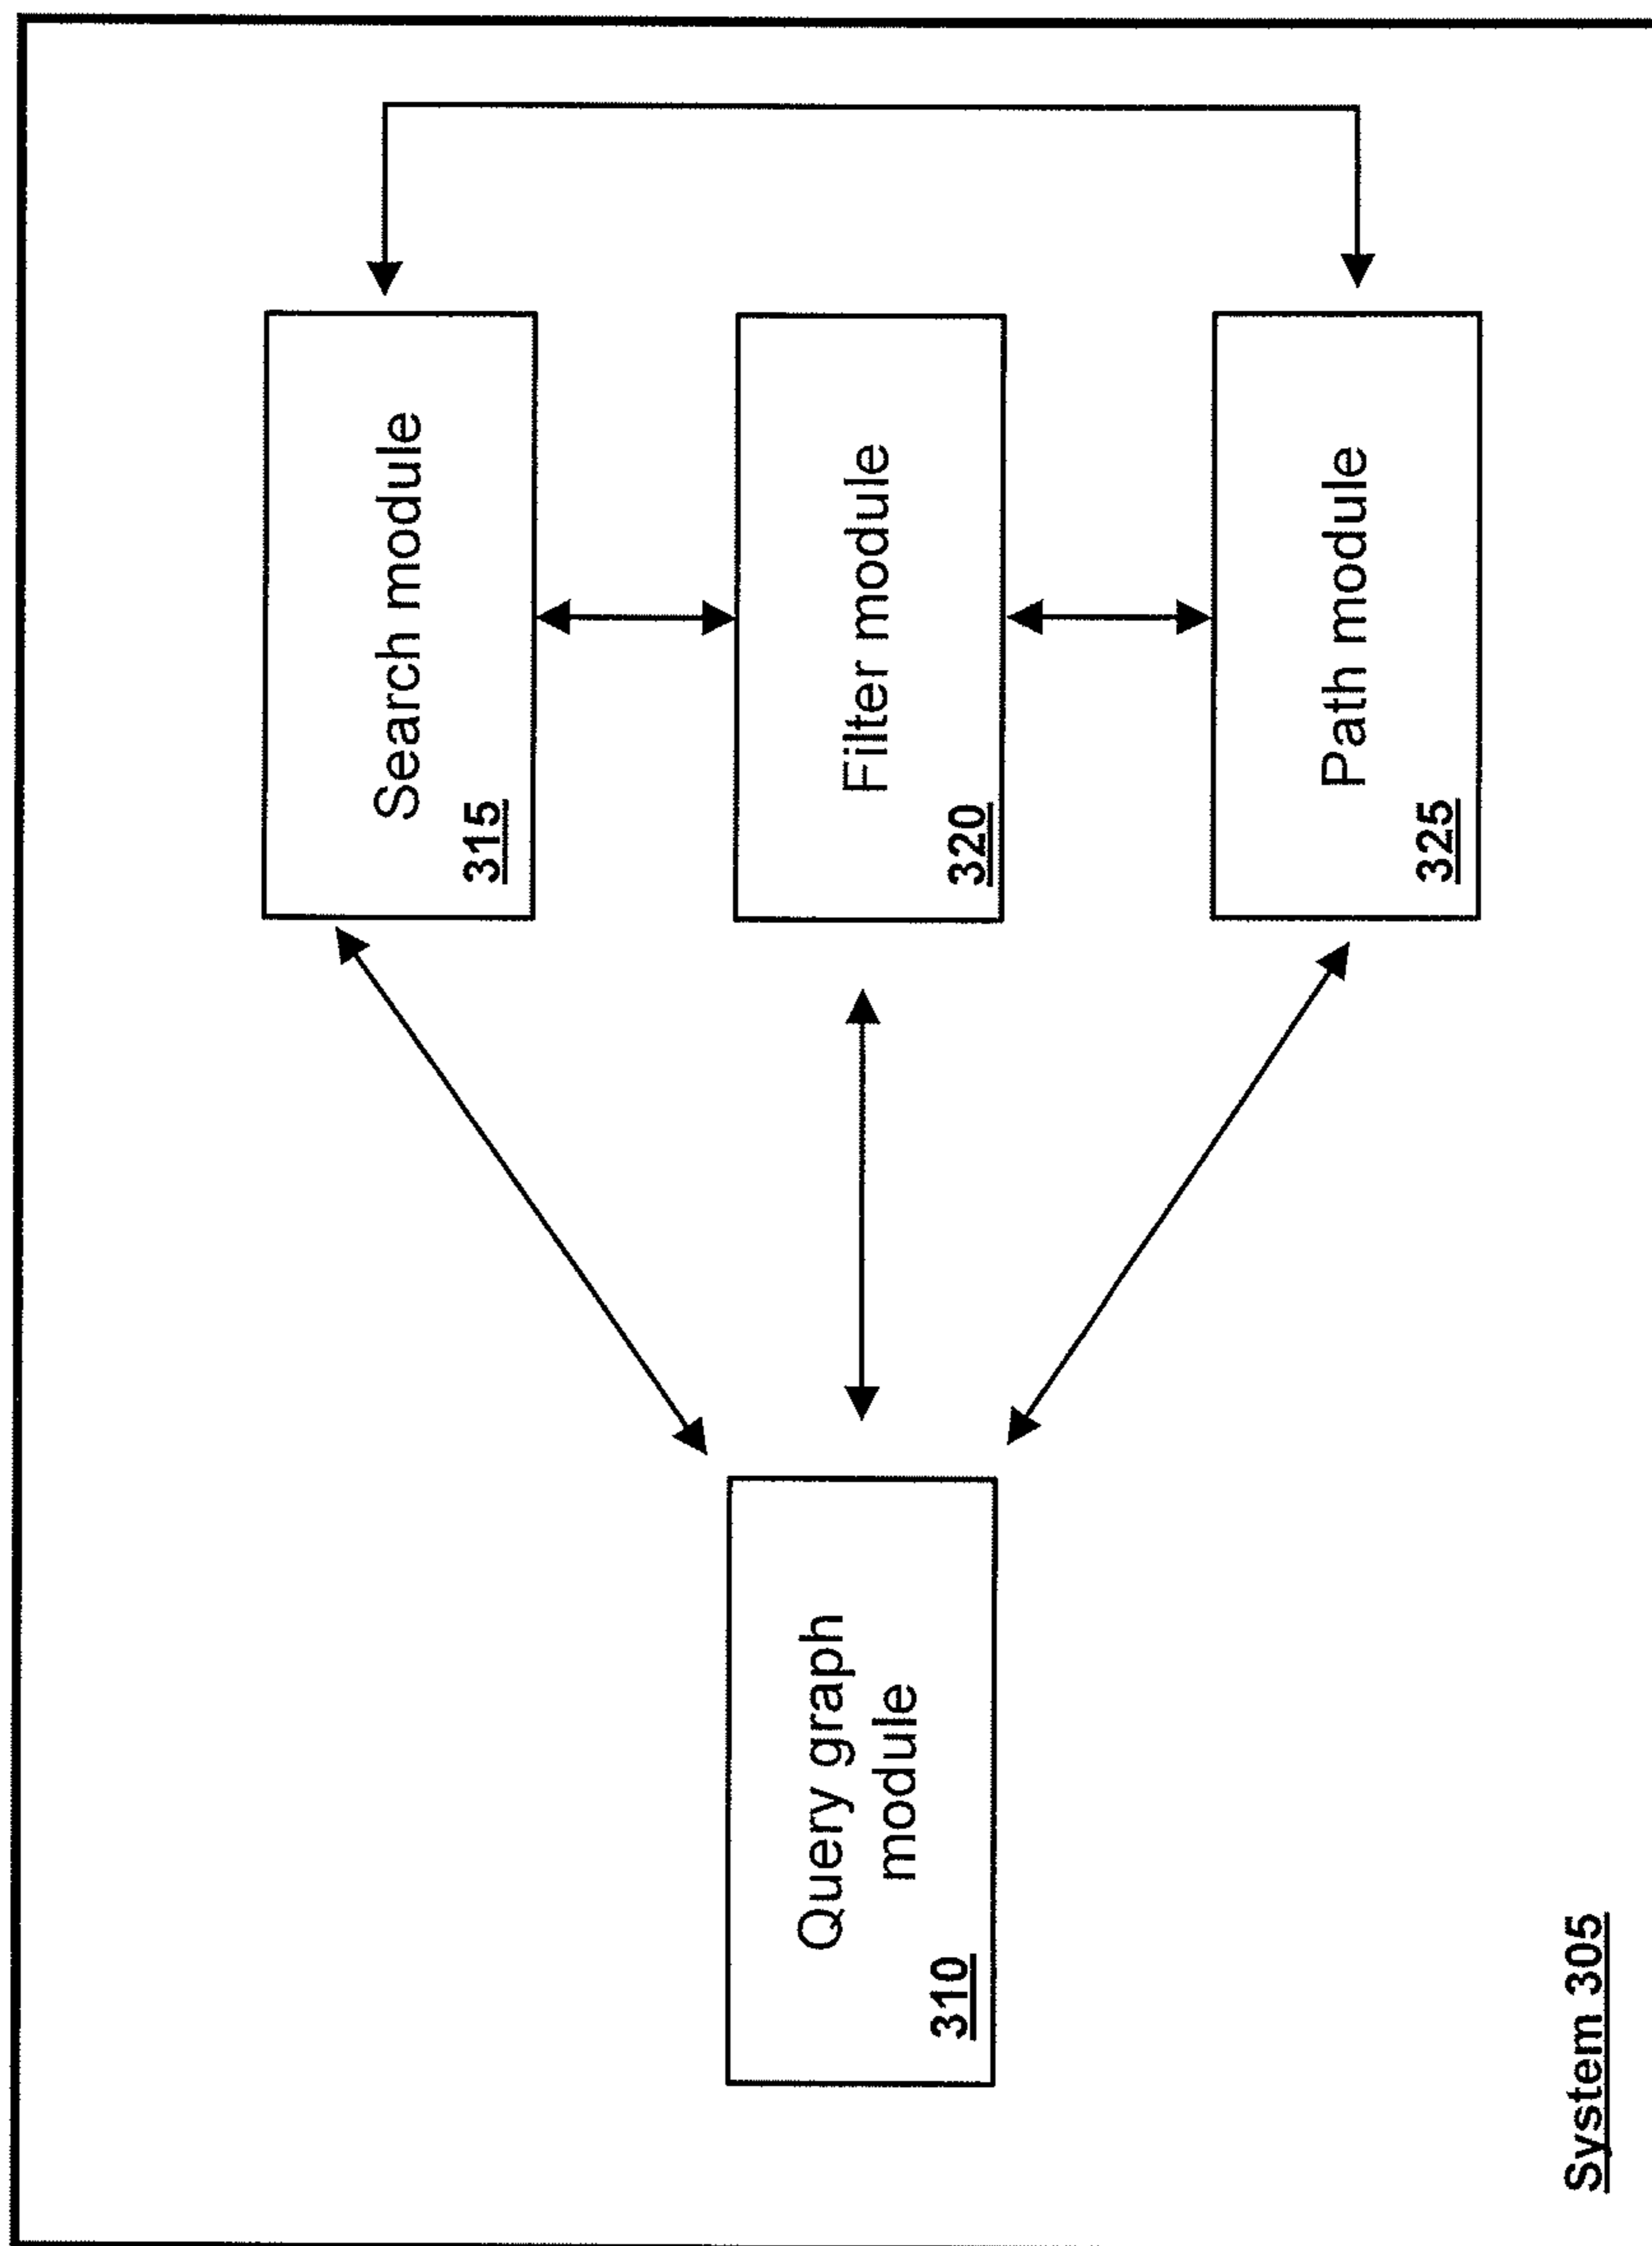 Search module
315
Query graph
module
310
Filter module
320
Path module
325
System 305